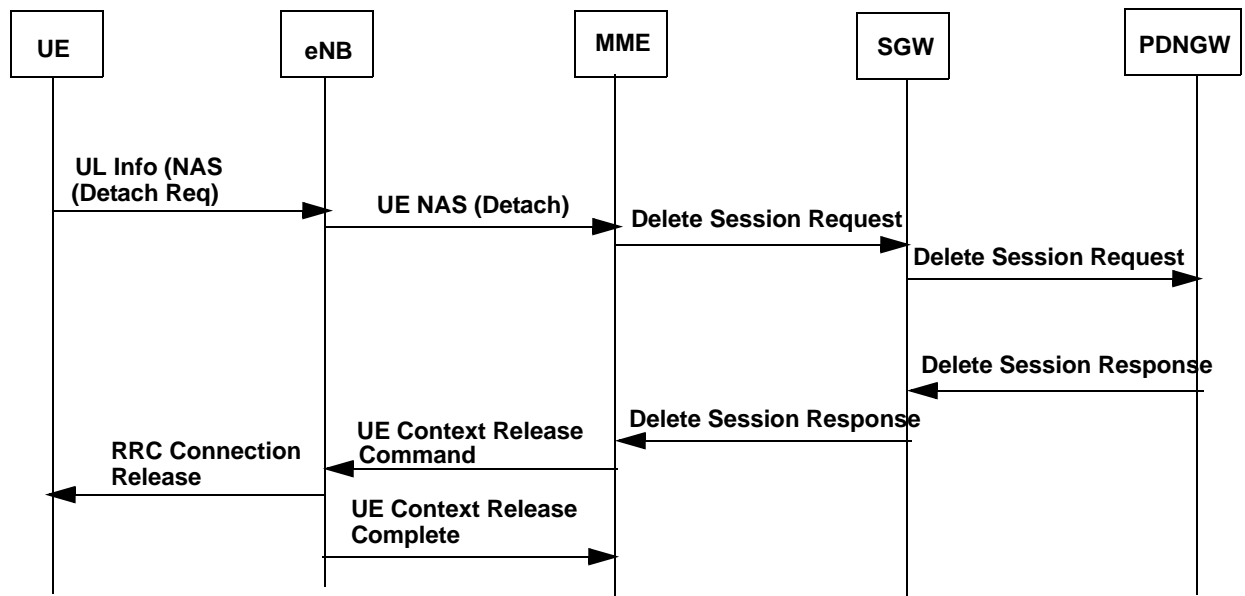 UE
eNB
MME
SGW
PDNGW
UL Info (NAS
(Detach Req)
UE NAS (Detach)
Delete Session Request
Delete Session Request
Delete Session Response
Delete Session Response
UE Context Release
Command
RRC Connection
Release
UE Context Release
Complete